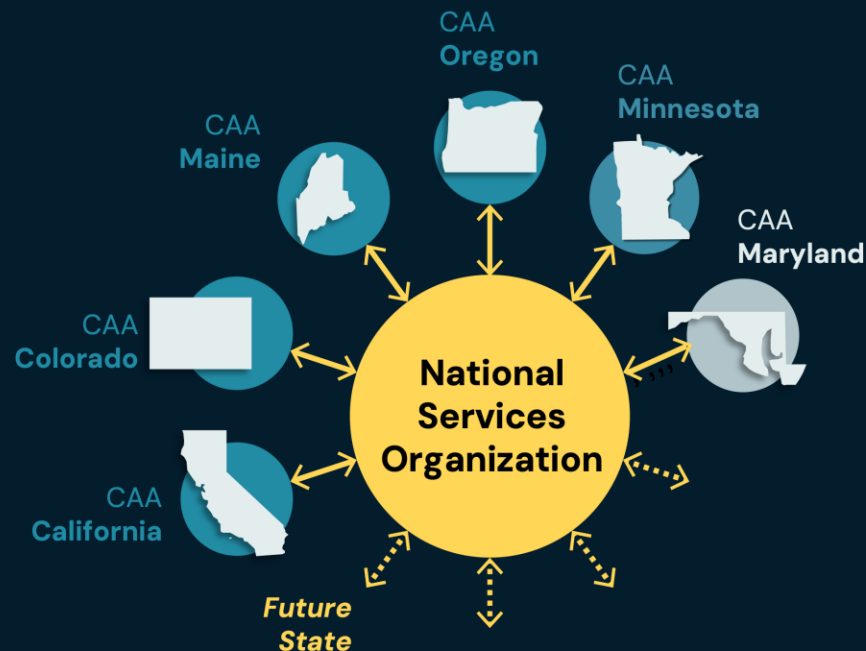 CAA
Oregon
CAA
Minnesota
CAA
Maine
CAA
Maryland
CAA
Colorado
National
Services
Organization
CAA
California
Future
State